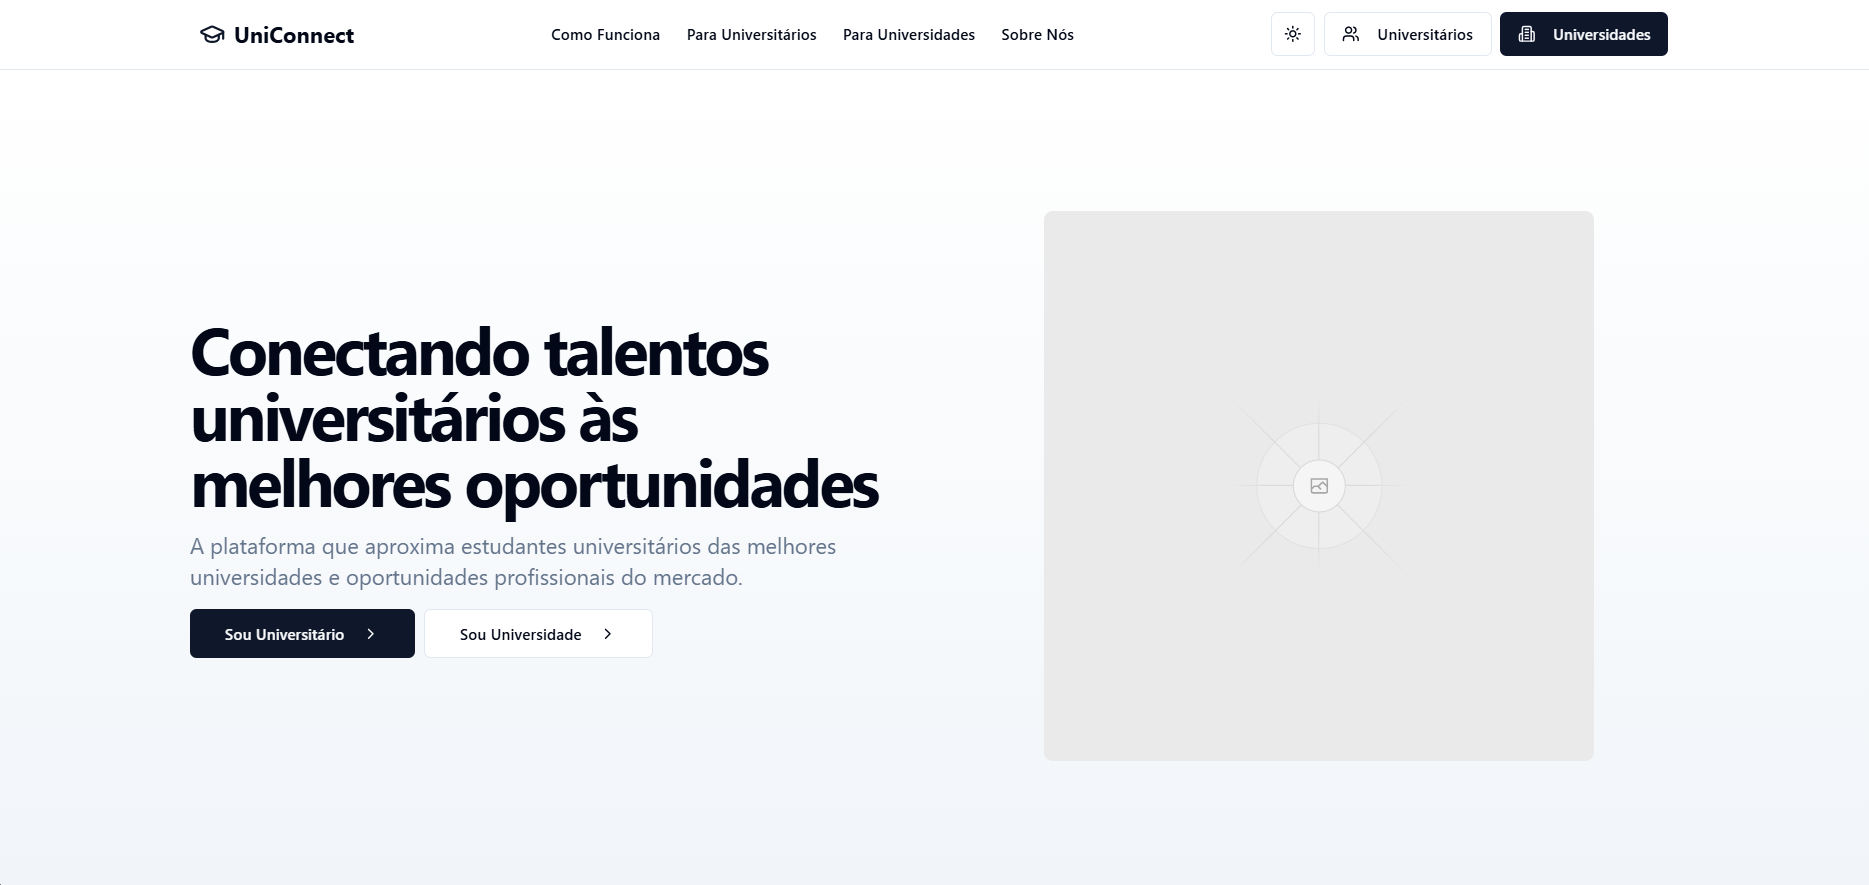 UniConnect
Como Funciona
Para Universitários
Para Universidades
Sobre Nós
Universitários
Universidades
Conectando talentos
universitários às
melhores oportunidades
A plataforma que aproxima estudantes universitários das melhores
universidades e oportunidades profissionais do mercado.
Sou Universitário
Sou Universidade